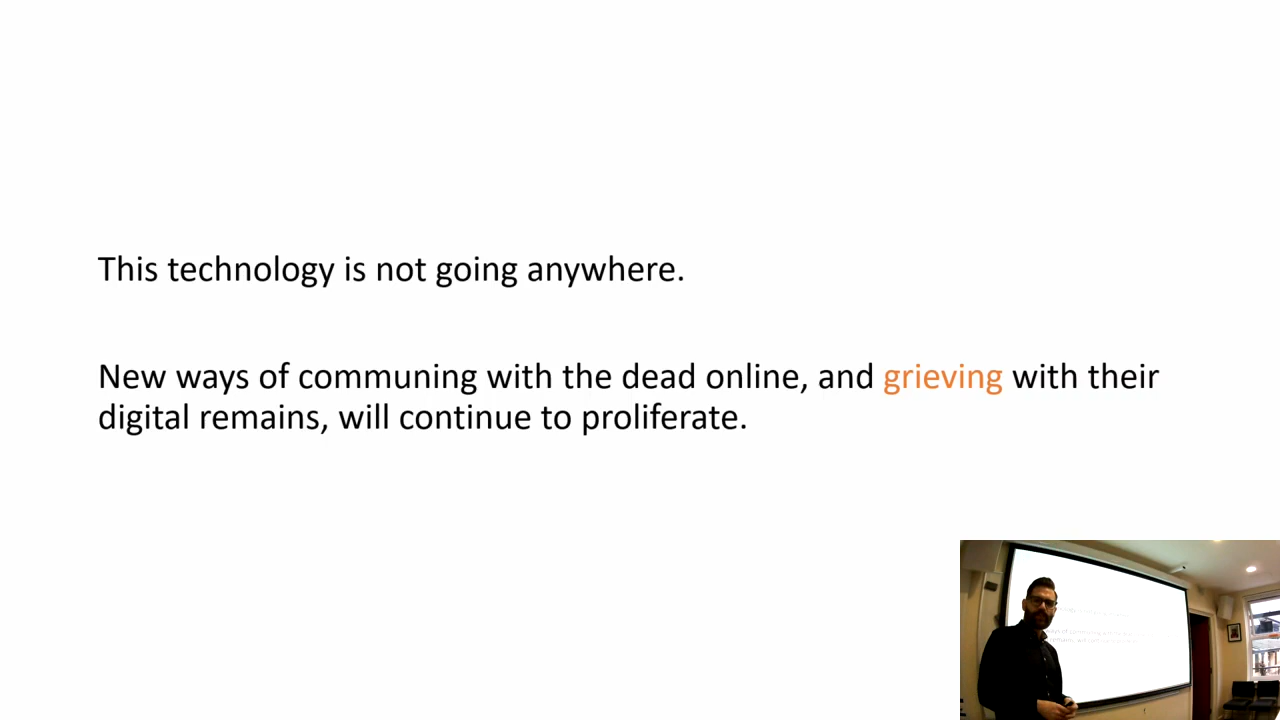 This technology is not going anywhere.
New ways of communing with the dead online, and grieving with their
digital remains, will continue to proliferate.